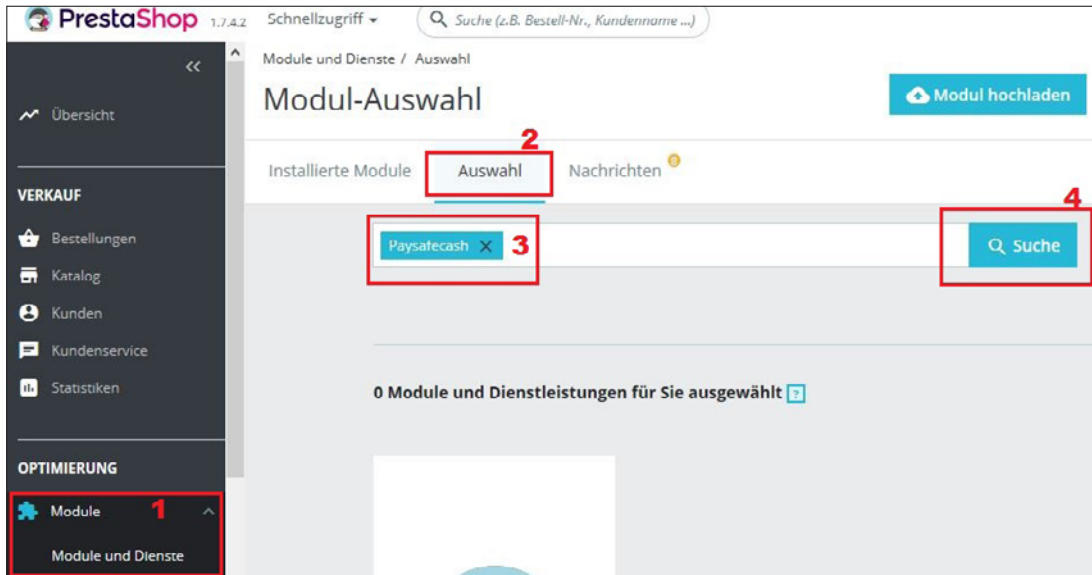 PrestaShop 1.7.4.2 Schnellzugriff Suche (z.B. Bestell-Nr., Kundenname ...)
Module und Dienste / Auswahl
Modul-Auswahl
Modul hochladen
Übersicht
2
Installierte Module Auswahl Nachrichten
VERKAUF
4
Bestellungen
Paysafecash 3 Suche
Katalog
Kunden
Kundenservice
Statistiken
0 Module und Dienstleistungen für Sie ausgewählt ?
OPTIMIERUNG
Module 1
Module und Dienste